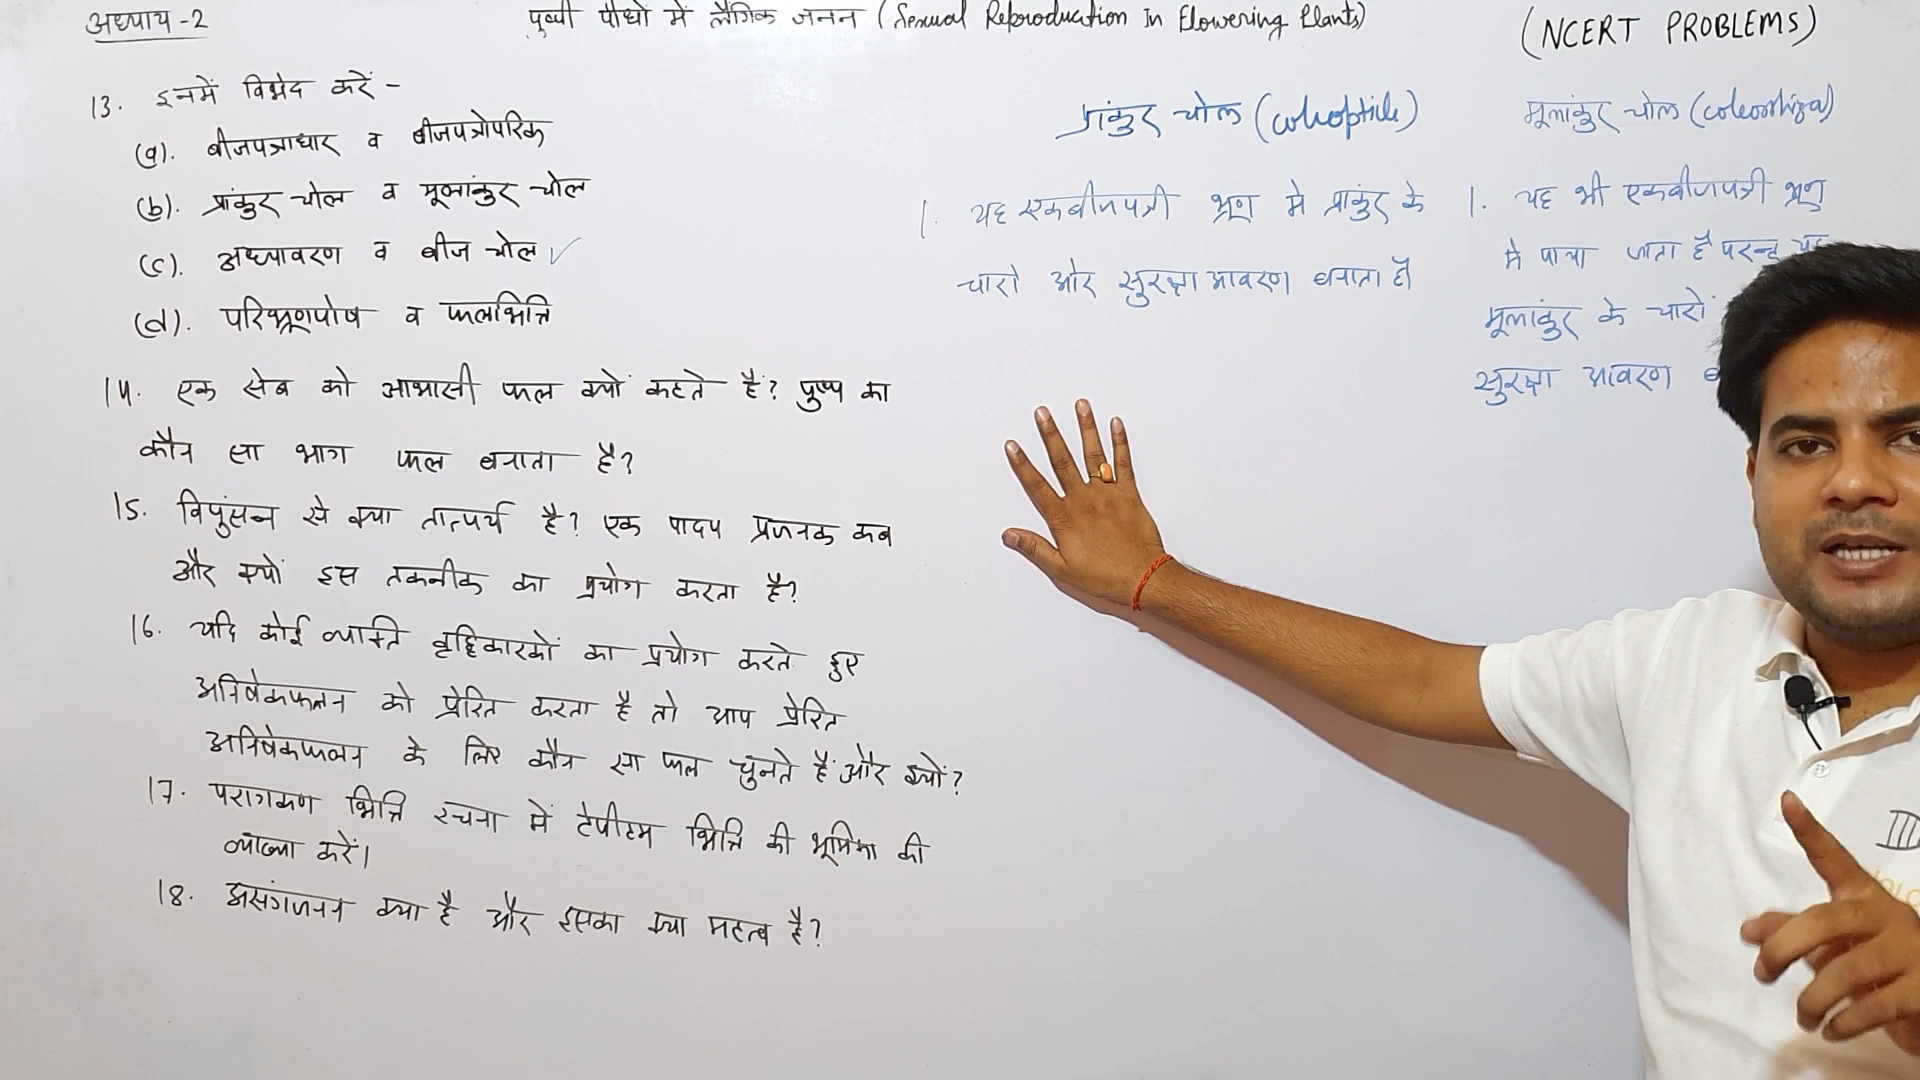 अध्याय -2
पुष्पी पौधों में लैंगिक जनन (Sexual Reproduction In Flowering Plants)
(NCERT PROBLEMS)
13. इनमें विभेद करें -
(a). बीजपत्राधार व बीजपत्रोपरिक
(b). प्रांकुर चोल व मूलांकुर चोल
(c). अध्यावरण व बीज चोल ✓
(d). परिभ्रूणपोष व फलभित्ति
14. एक सेब को आभासी फल क्यों कहते हैं? पुष्प का
कौन सा भाग फल बनाता है?
15. विपुंसन से क्या तात्पर्य है? एक पादप प्रजनक कब
और क्यों इस तकनीक का प्रयोग करता है?
16. यदि कोई व्यक्ति वृद्धिकारकों का प्रयोग करते हुए
अनिषेकफलन को प्रेरित करता है तो आप प्रेरित
अनिषेकफलन के लिए कौन सा फल चुनते हैं और क्यों?
17. परागकण भित्ति रचना में टेपीटम भित्ति की भूमिका की
व्याख्या करें।
18. असंगजनन क्या है और इसका क्या महत्व है?
प्रांकुर चोल (coleoptile)
1. यह एकबीजपत्री भ्रूण मे प्रांकुर के
चारो ओर सुरक्षा आवरण बनाता है
मूलांकुर चोल (coleorhiza)
1. यह भी एकबीजपत्री भ्रूण
मे पाया जाता है परन्तु यह
मूलांकुर के चारों
सुरक्षा आवरण